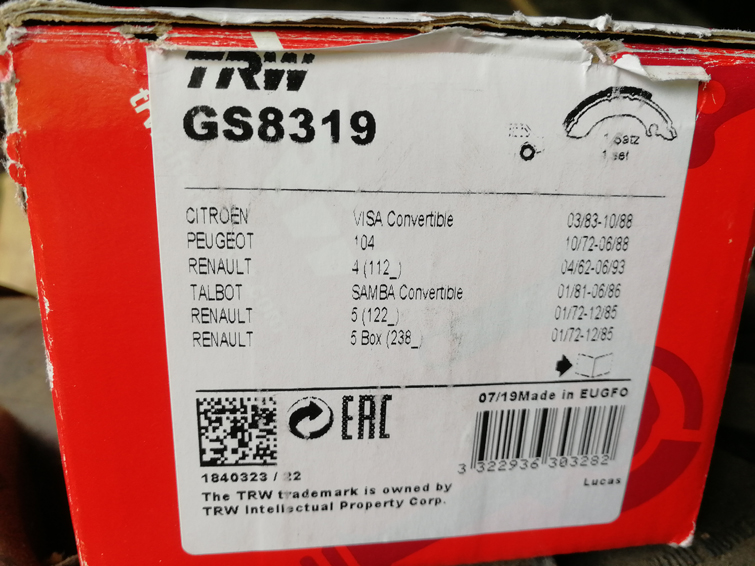 TRW
GS8319
1 Satz
1 set
CITROEN VISA Convertible 03/83-10/88
PEUGEOT 104 10/72-06/88
RENAULT 4 (112_) 04/62-06/93
TALBOT SAMBA Convertible 01/81-06/86
RENAULT 5 (122_) 01/72-12/85
RENAULT 5 Box (238_) 01/72-12/85
07/19Made in EUGFO
EAC
3 322936 303282
1840323 / 22
Lucas
The TRW trademark is owned by
TRW Intellectual Property Corp.